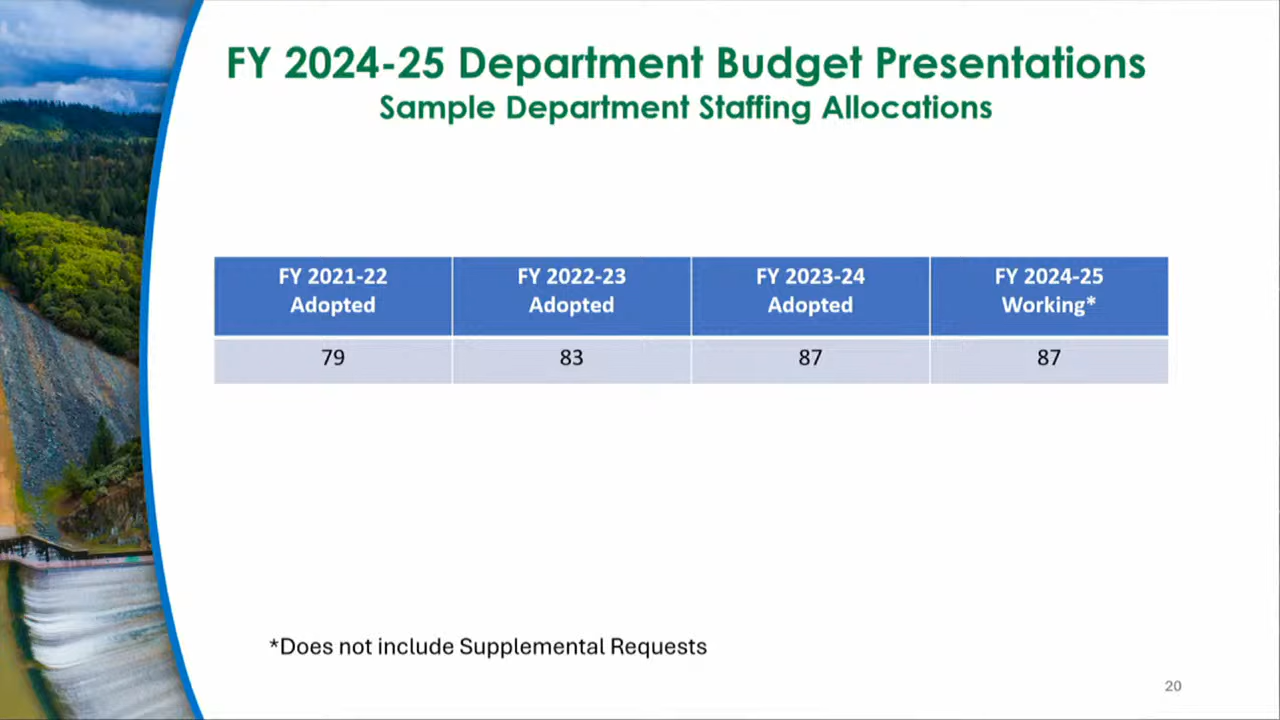 FY 2024-25 Department Budget Presentations
Sample Department Staffing Allocations
FY 2021-22 Adopted
FY 2022-23 Adopted
FY 2023-24 Adopted
FY 2024-25 Working*
79
83
87
87
*Does not include Supplemental Requests
20